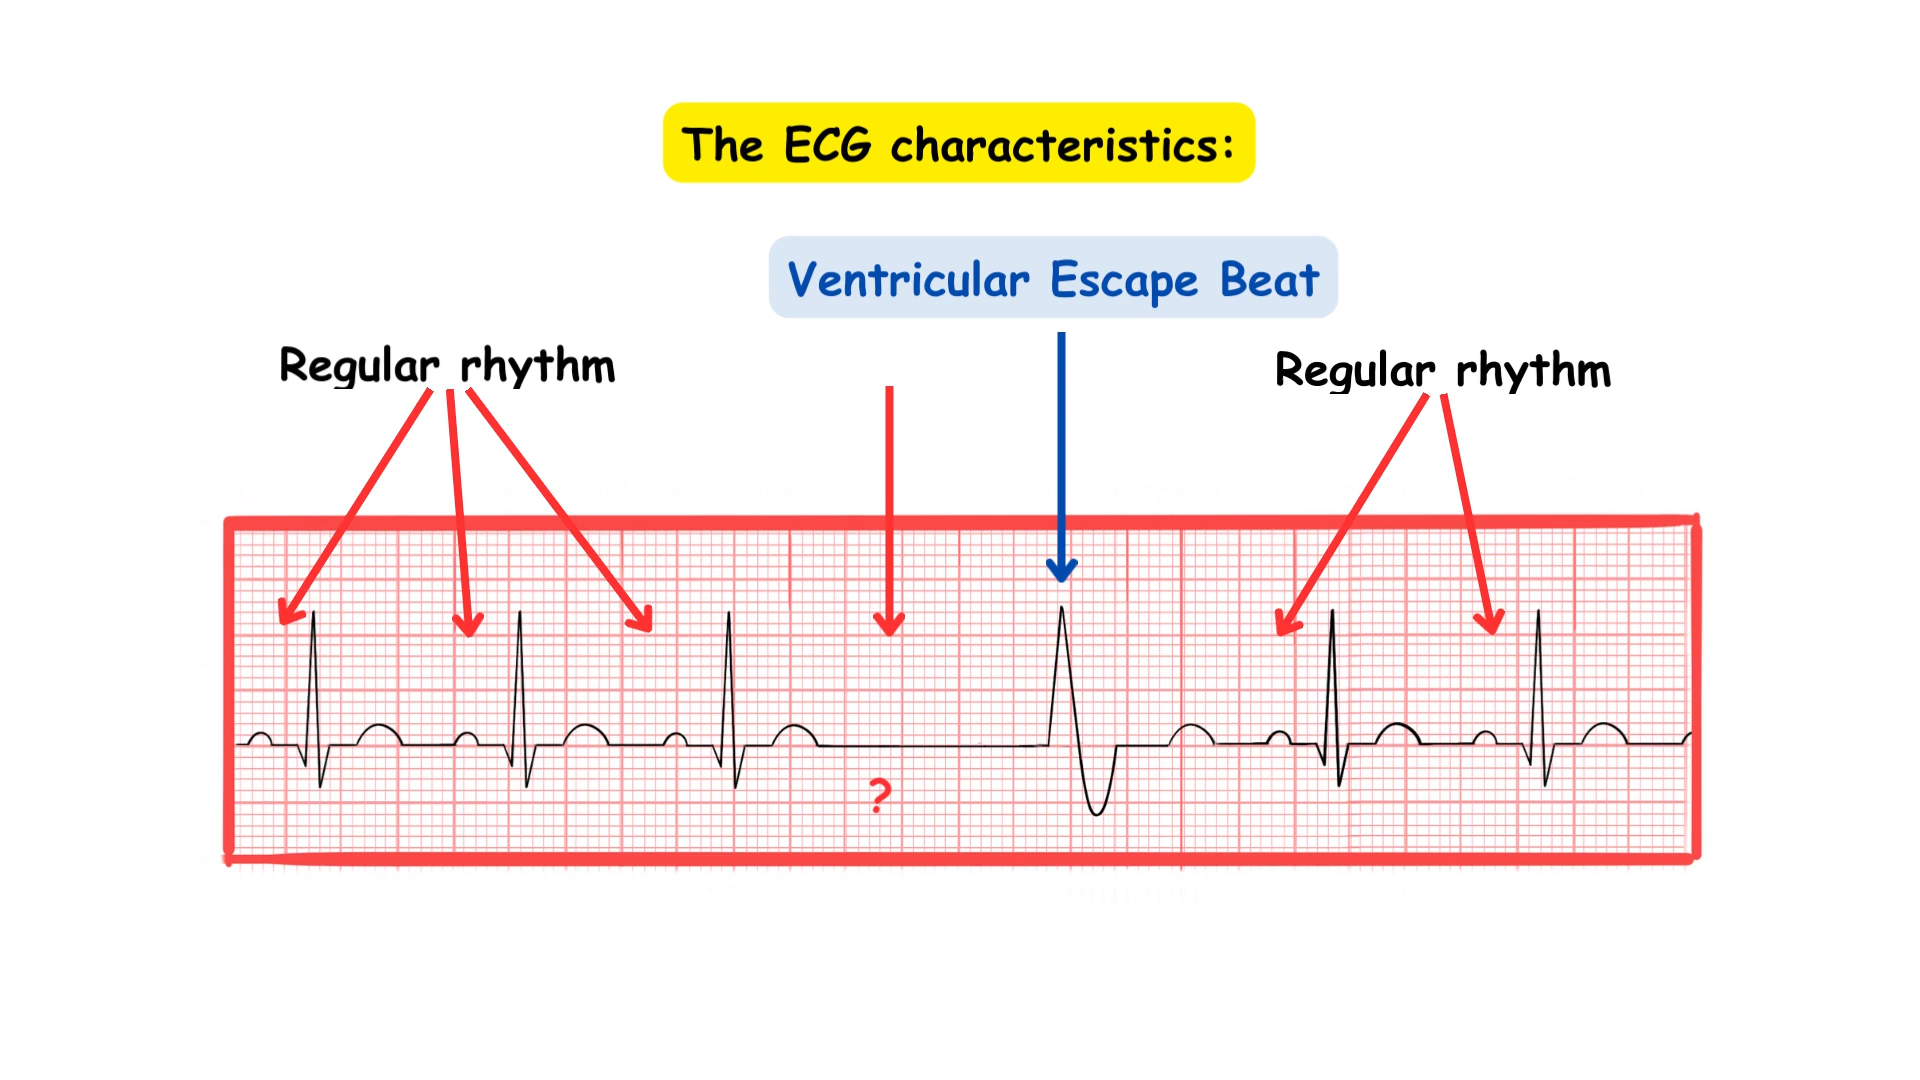 The ECG characteristics:
Ventricular Escape Beat
Regular rhythm
Regular rhythm
?